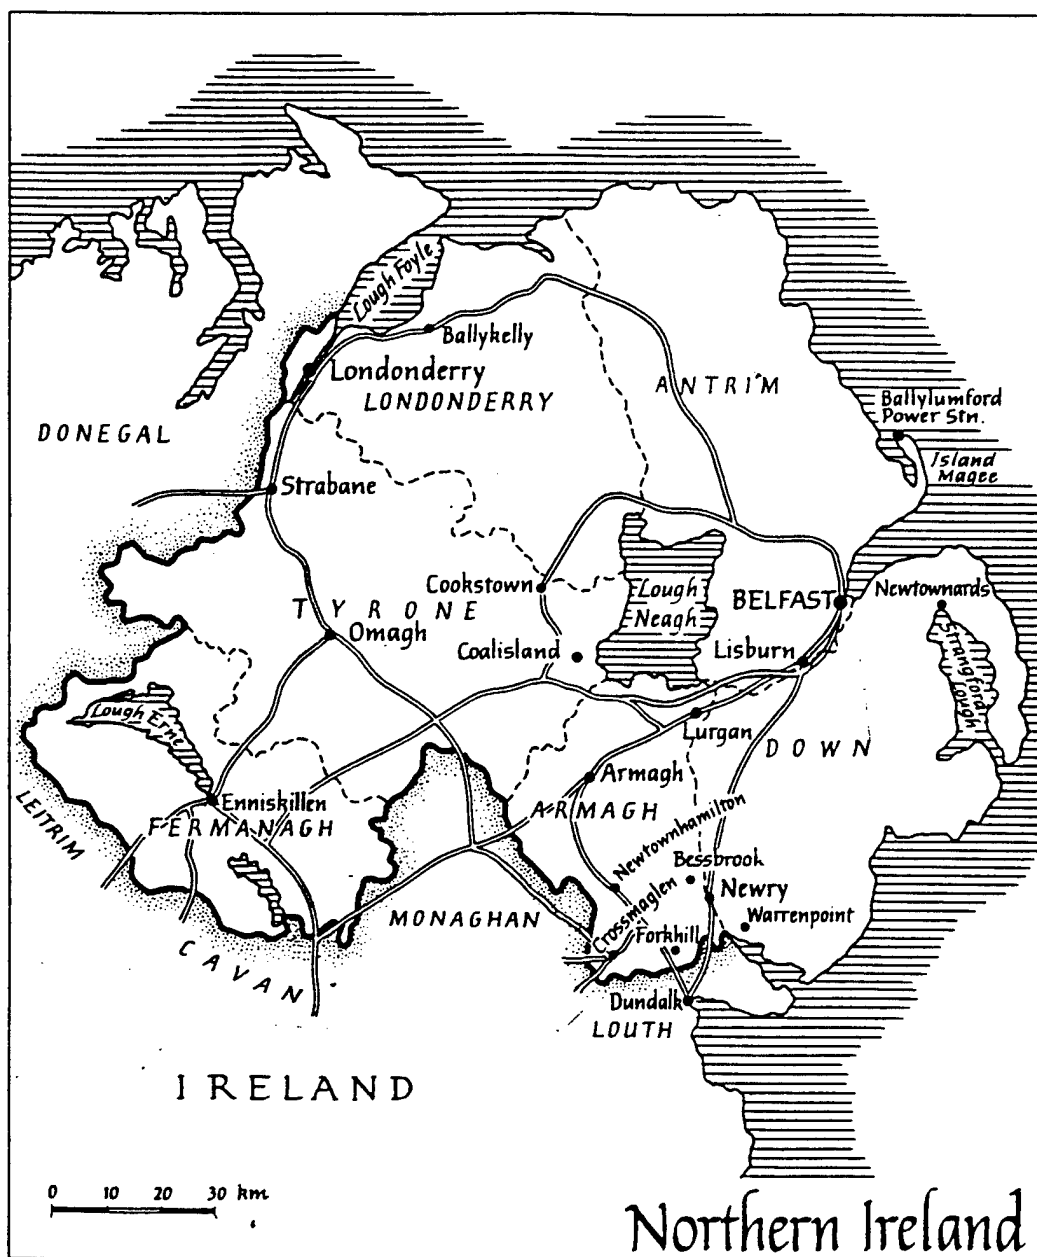 Lough Foyle
Ballykelly
Londonderry
LONDONDERRY
ANTRIM
Ballylumford
Power Stn.
Island
Magee
DONEGAL
Strabane
Cookstown
Lough
Neagh
BELFAST
Newtownards
TYRONE
Omagh
Coalisland
Lisburn
Strangford
Lough
Lough Erne
Lurgan
DOWN
Armagh
ARMAGH
Enniskillen
FERMANAGH
LEITRIM
Newtownhamilton
Bessbrook
Newry
Crossmaglen
Warrenpoint
MONAGHAN
Forkhill
CAVAN
Dundalk
LOUTH
IRELAND
0 10 20 30 km
Northern Ireland